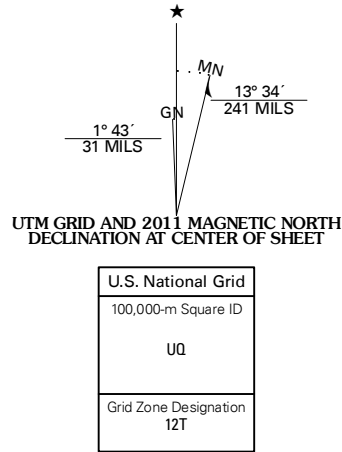 ★
MN
GN
13° 34´
241 MILS
1° 43´
31 MILS
UTM GRID AND 2011 MAGNETIC NORTH
DECLINATION AT CENTER OF SHEET
U.S. National Grid
100,000-m Square ID
UQ
Grid Zone Designation
12T